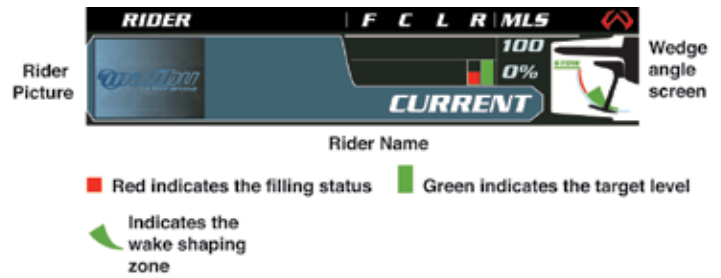 RIDER F C L R MLS
100
0%
CURRENT
Rider
Picture
Wedge
angle
screen
Rider Name
Red indicates the filling status
Green indicates the target level
Indicates the
wake shaping
zone